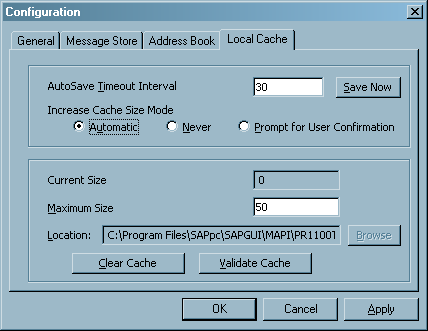 Configuration
General Message Store Address Book Local Cache
AutoSave Timeout Interval 30 Save Now
Increase Cache Size Mode
Automatic Never Prompt for User Confirmation
Current Size 0
Maximum Size 50
Location: C:\Program Files\SAPpc\SAPGUI\MAPI\PR1100 Browse
Clear Cache Validate Cache
OK Cancel Apply